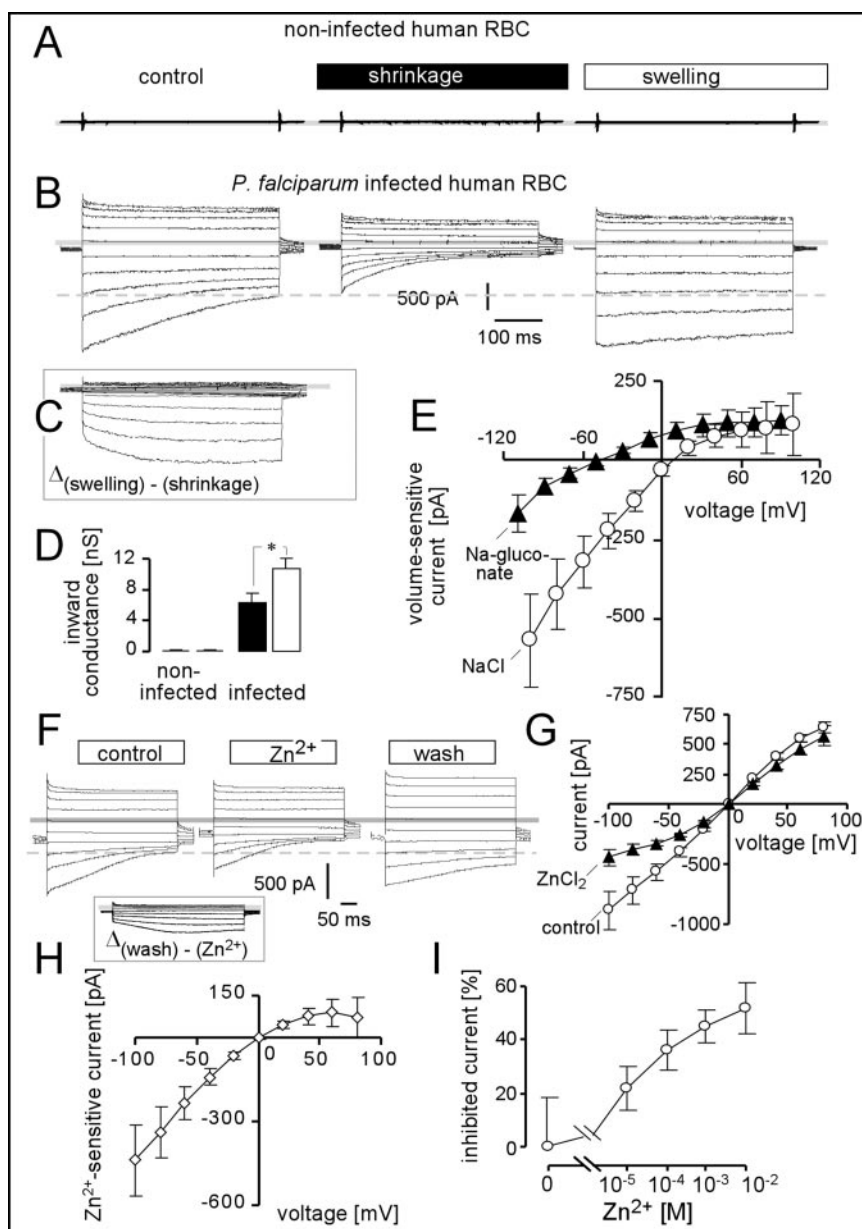 A
non-infected human RBC
control
shrinkage
swelling
B
P. falciparum infected human RBC
500 pA
100 ms
C
Δ(swelling) - (shrinkage)
D
inward
conductance [nS]
12
8
4
0
*
non-
infected
infected
E
volume-sensitive
current [pA]
250
-120
-60
60
120
voltage [mV]
-250
-500
-750
Na-gluco-
nate
NaCl
F
control
Zn2+
wash
500 pA
50 ms
Δ(wash) - (Zn2+)
G
current [pA]
750
500
250
-100
-50
0
50
100
voltage [mV]
-500
-1000
ZnCl2
control
H
Zn2+-sensitive current [pA]
150
-100
-50
0
50
100
-300
-600
voltage [mV]
I
inhibited current [%]
60
40
20
0
0
10-5
10-4
10-3
10-2
Zn2+ [M]